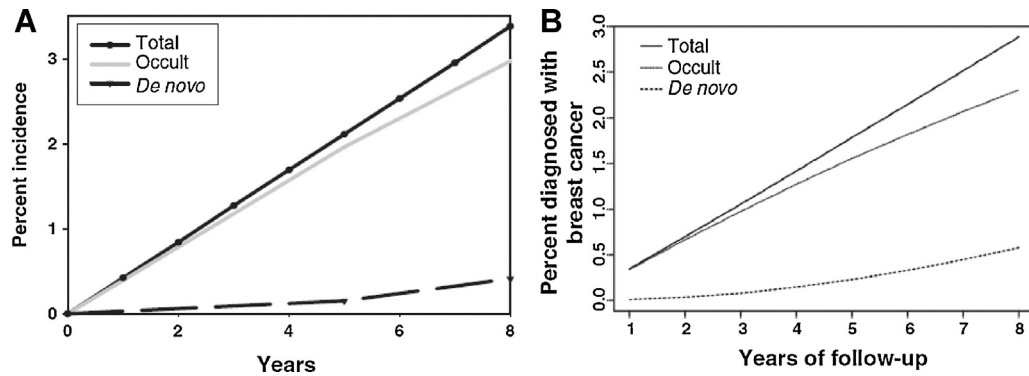 A
Total
Occult
De novo
Percent incidence
3
2
1
0
0 2 4 6 8
Years
B
Total
Occult
De novo
Percent diagnosed with
breast cancer
3.0
2.5
2.0
1.5
1.0
0.5
0.0
1 2 3 4 5 6 7 8
Years of follow-up